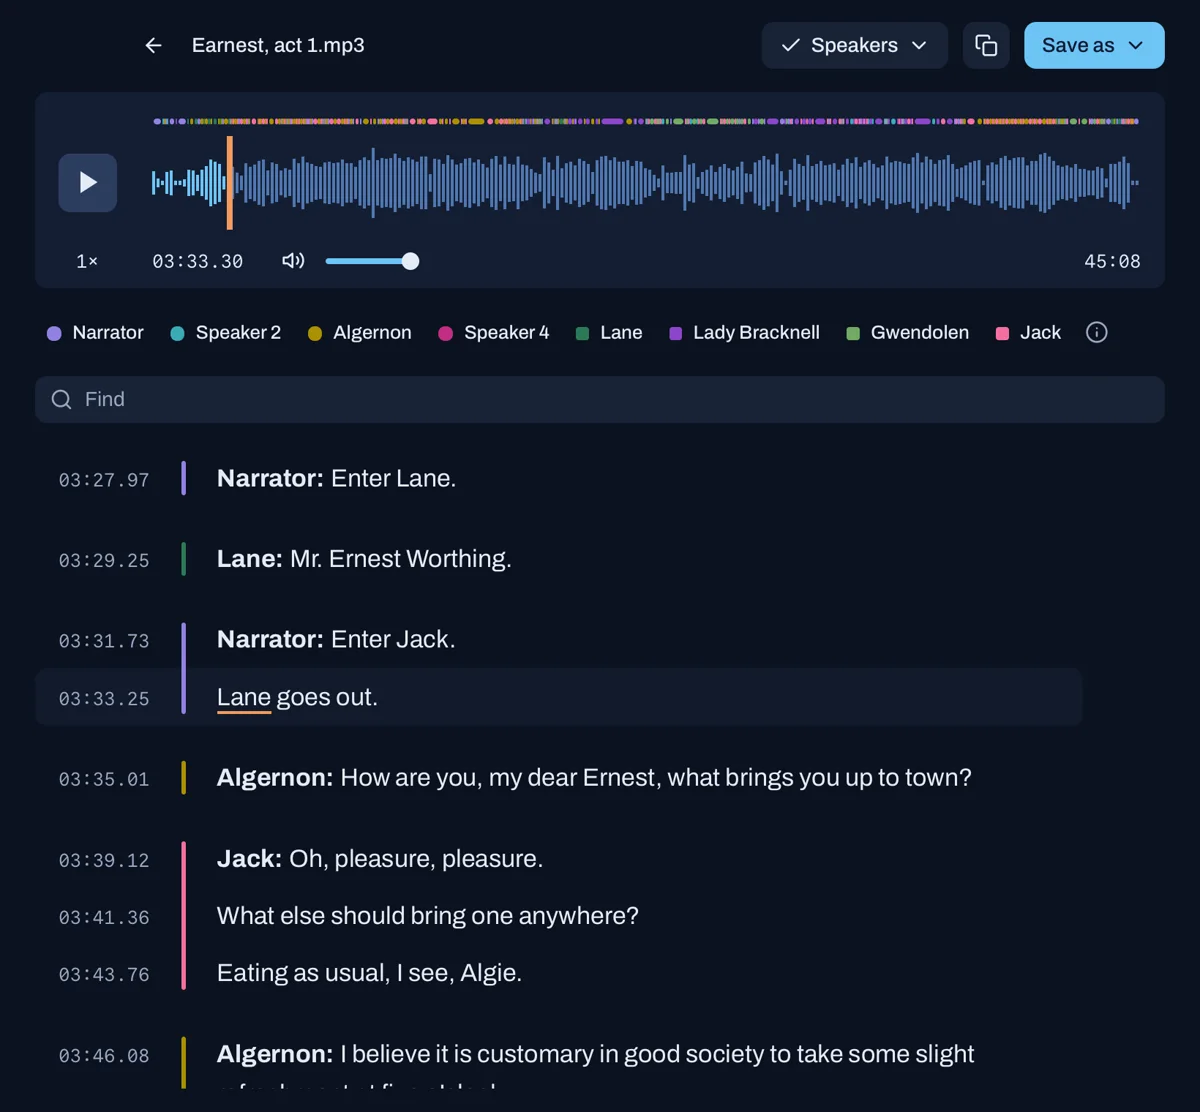 Earnest, act 1.mp3
Speakers
Save as
1×
03:33.30
45:08
Narrator
Speaker 2
Algernon
Speaker 4
Lane
Lady Bracknell
Gwendolen
Jack
Find
03:27.97 Narrator: Enter Lane.
03:29.25 Lane: Mr. Ernest Worthing.
03:31.73 Narrator: Enter Jack.
03:33.25 Lane goes out.
03:35.01 Algernon: How are you, my dear Ernest, what brings you up to town?
03:39.12 Jack: Oh, pleasure, pleasure.
03:41.36 What else should bring one anywhere?
03:43.76 Eating as usual, I see, Algie.
03:46.08 Algernon: I believe it is customary in good society to take some slight